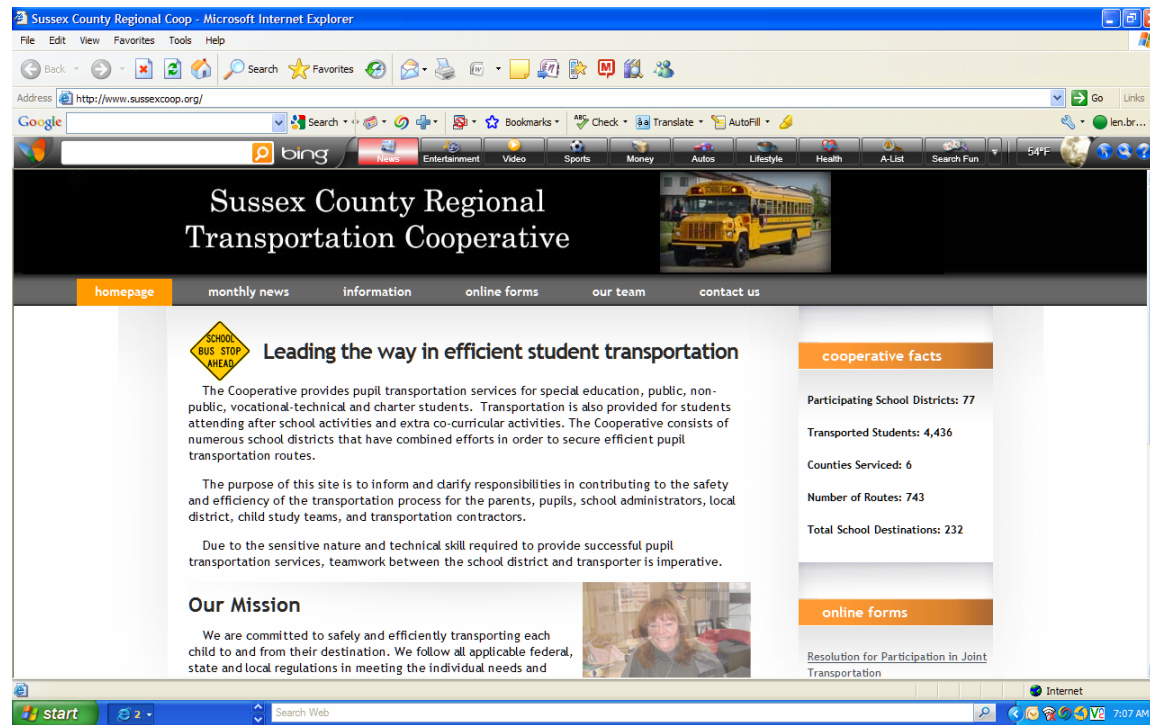 Sussex County Regional Coop - Microsoft Internet Explorer
File Edit View Favorites Tools Help
Back Search Favorites
Address http://www.sussexcoop.org/ Go Links
Google Search Bookmarks Check Translate AutoFill len.br...
bing News Entertainment Video Sports Money Autos Lifestyle Health A-List Search Fun 54°F
Sussex County Regional
Transportation Cooperative
SCHOOL BUS
homepage monthly news information online forms our team contact us
SCHOOL
BUS STOP
AHEAD
Leading the way in efficient student transportation
The Cooperative provides pupil transportation services for special education, public, non-
public, vocational-technical and charter students. Transportation is also provided for students
attending after school activities and extra co-curricular activities. The Cooperative consists of
numerous school districts that have combined efforts in order to secure efficient pupil
transportation routes.
The purpose of this site is to inform and clarify responsibilities in contributing to the safety
and efficiency of the transportation process for the parents, pupils, school administrators, local
district, child study teams, and transportation contractors.
Due to the sensitive nature and technical skill required to provide successful pupil
transportation services, teamwork between the school district and transporter is imperative.
Our Mission
We are committed to safely and efficiently transporting each
child to and from their destination. We follow all applicable federal,
state and local regulations in meeting the individual needs and
cooperative facts
Participating School Districts: 77
Transported Students: 4,436
Counties Serviced: 6
Number of Routes: 743
Total School Destinations: 232
online forms
Resolution for Participation in Joint
Transportation
Internet
start 2 Search Web 7:07 AM